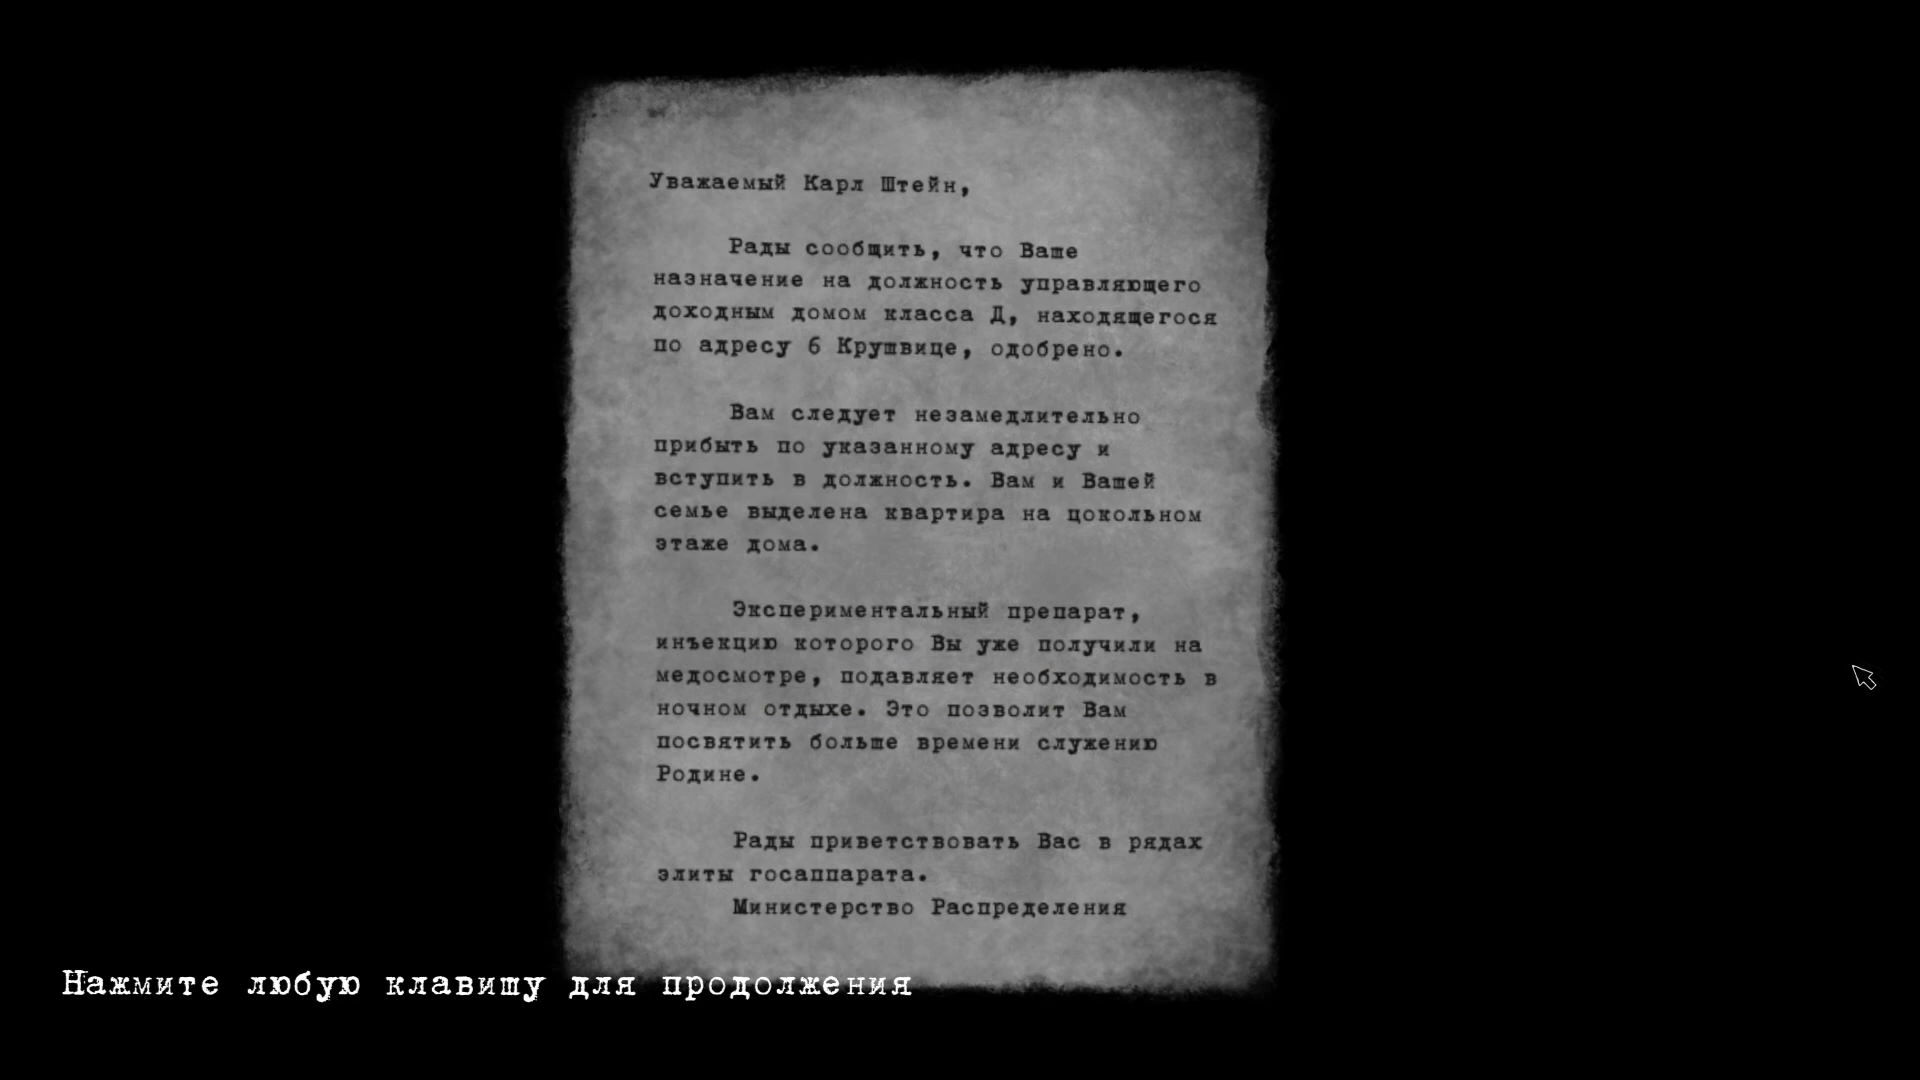 Уважаемый Карл Штейн,
Рады сообщить, что Ваше
назначение на должность управляющего
доходным домом класса Д, находящегося
по адресу 6 Крушвице, одобрено.
Вам следует незамедлительно
прибыть по указанному адресу и
вступить в должность. Вам и Вашей
семье выделена квартира на цокольном
этаже дома.
Экспериментальный препарат,
инъекцию которого Вы уже получили на
медосмотре, подавляет необходимость в
ночном отдыхе. Это позволит Вам
посвятить больше времени служению
Родине.
Рады приветствовать Вас в рядах
элиты госаппарата.
Министерство Распределения
Нажмите любую клавишу для продолжения